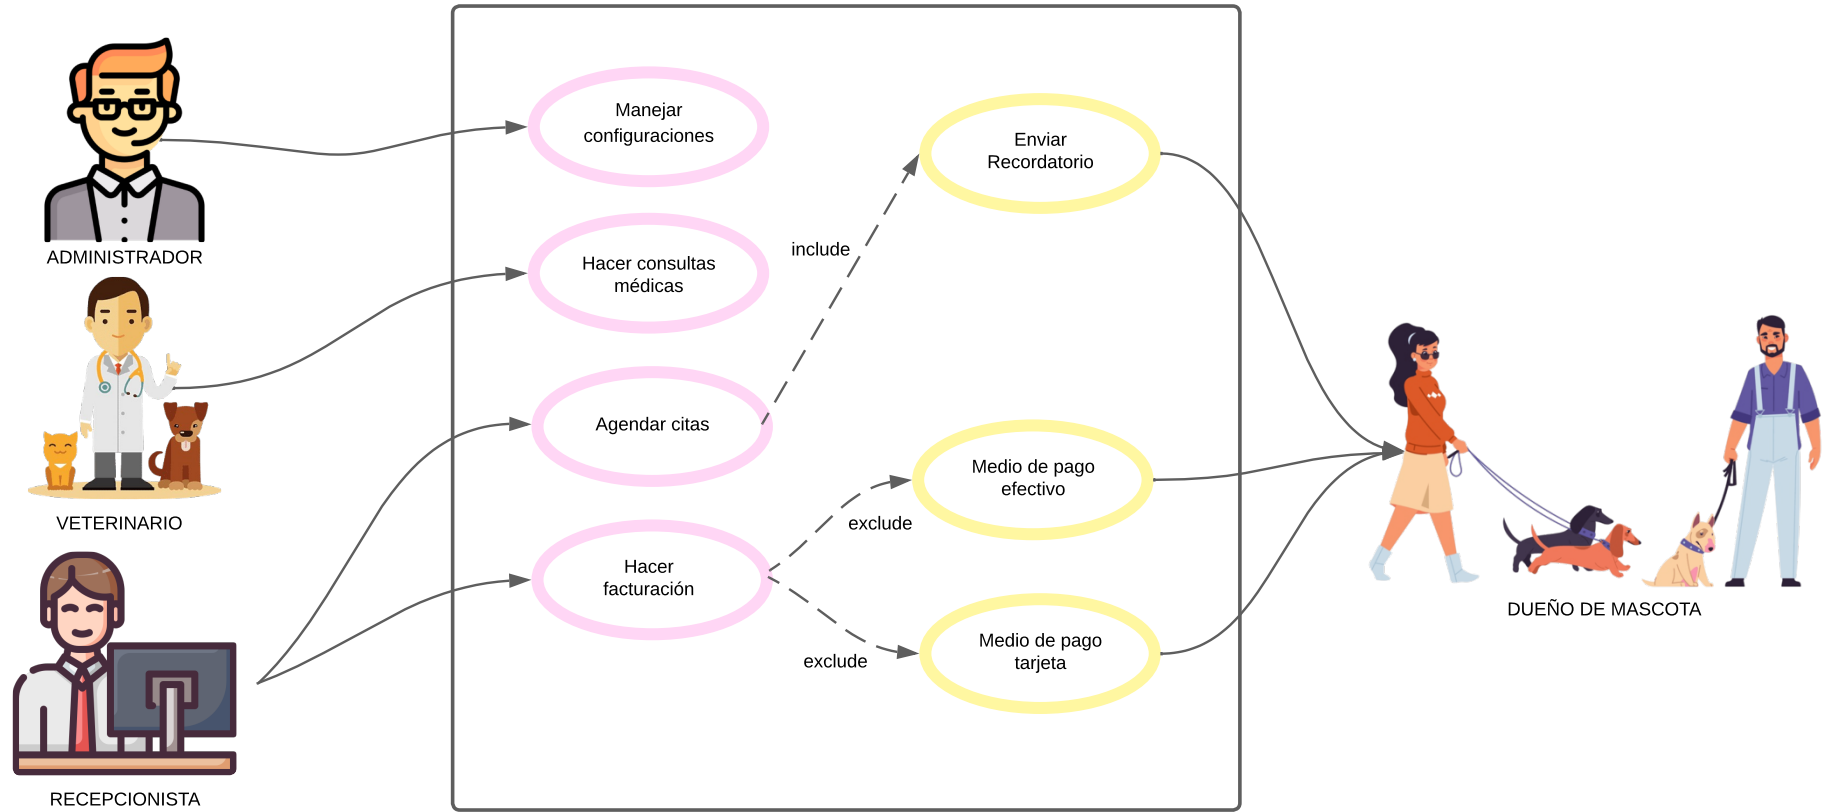 ADMINISTRADOR
VETERINARIO
RECEPCIONISTA
Manejar
configuraciones
Hacer consultas
médicas
Agendar citas
Hacer
facturación
include
exclude
exclude
Enviar
Recordatorio
Medio de pago
efectivo
Medio de pago
tarjeta
DUEÑO DE MASCOTA